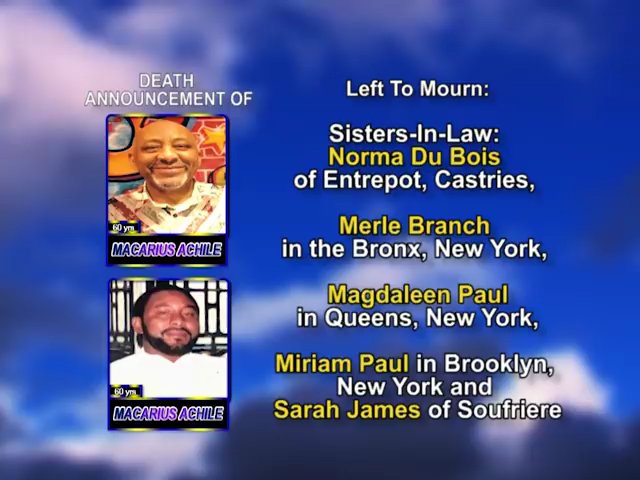 DEATH
ANNOUNCEMENT OF
60 yrs
MACARIUS ACHILE
60 yrs
MACARIUS ACHILE
Left To Mourn:
Sisters-In-Law:
Norma Du Bois
of Entrepot, Castries,
Merle Branch
in the Bronx, New York,
Magdaleen Paul
in Queens, New York,
Miriam Paul in Brooklyn,
New York and
Sarah James of Soufriere